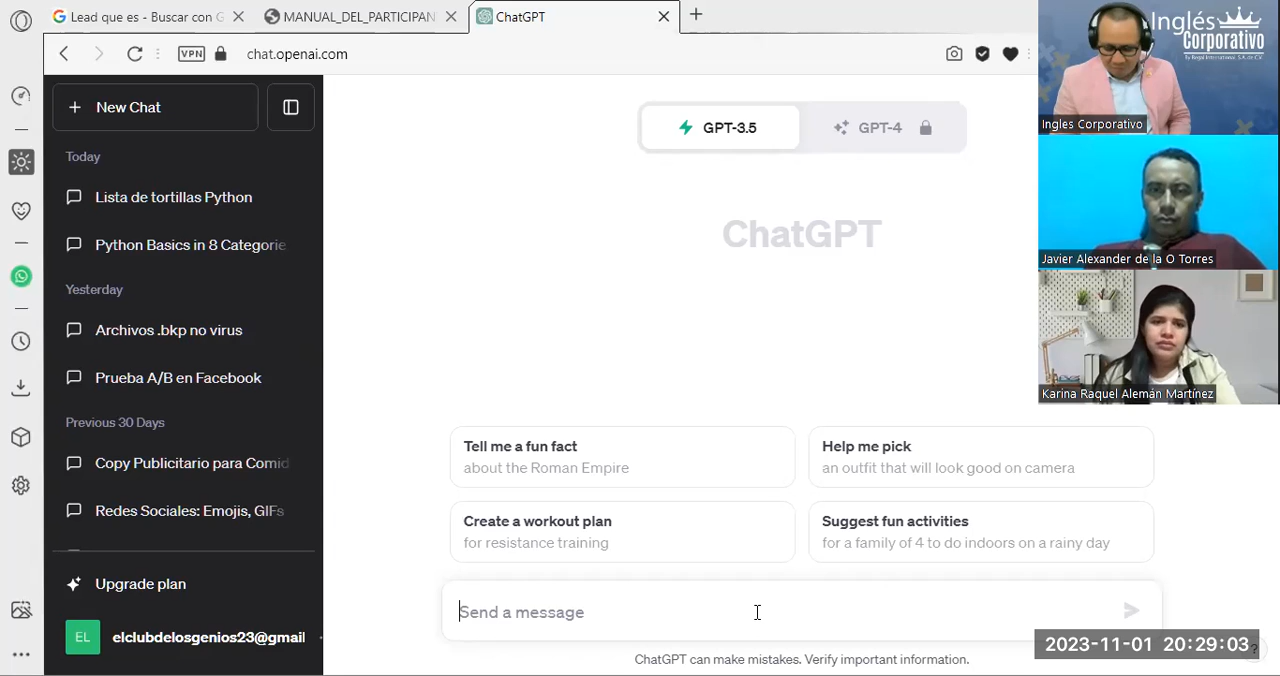 Lead que es - Buscar con G
MANUAL_DEL_PARTICIPAN
ChatGPT
VPN
chat.openai.com
New Chat
Today
Lista de tortillas Python
Python Basics in 8 Categorie
Yesterday
Archivos .bkp no virus
Prueba A/B en Facebook
Previous 30 Days
Copy Publicitario para Comid
Redes Sociales: Emojis, GIFs
Upgrade plan
EL
elclubdelosgenios23@gmail
GPT-3.5
GPT-4
ChatGPT
Tell me a fun fact
about the Roman Empire
Help me pick
an outfit that will look good on camera
Create a workout plan
for resistance training
Suggest fun activities
for a family of 4 to do indoors on a rainy day
Send a message
ChatGPT can make mistakes. Verify important information.
Inglés
Corporativo
By Regal International, S.A. de C.V.
Ingles Corporativo
Javier Alexander de la O Torres
Karina Raquel Alemán Martínez
2023-11-01 20:29:03
?